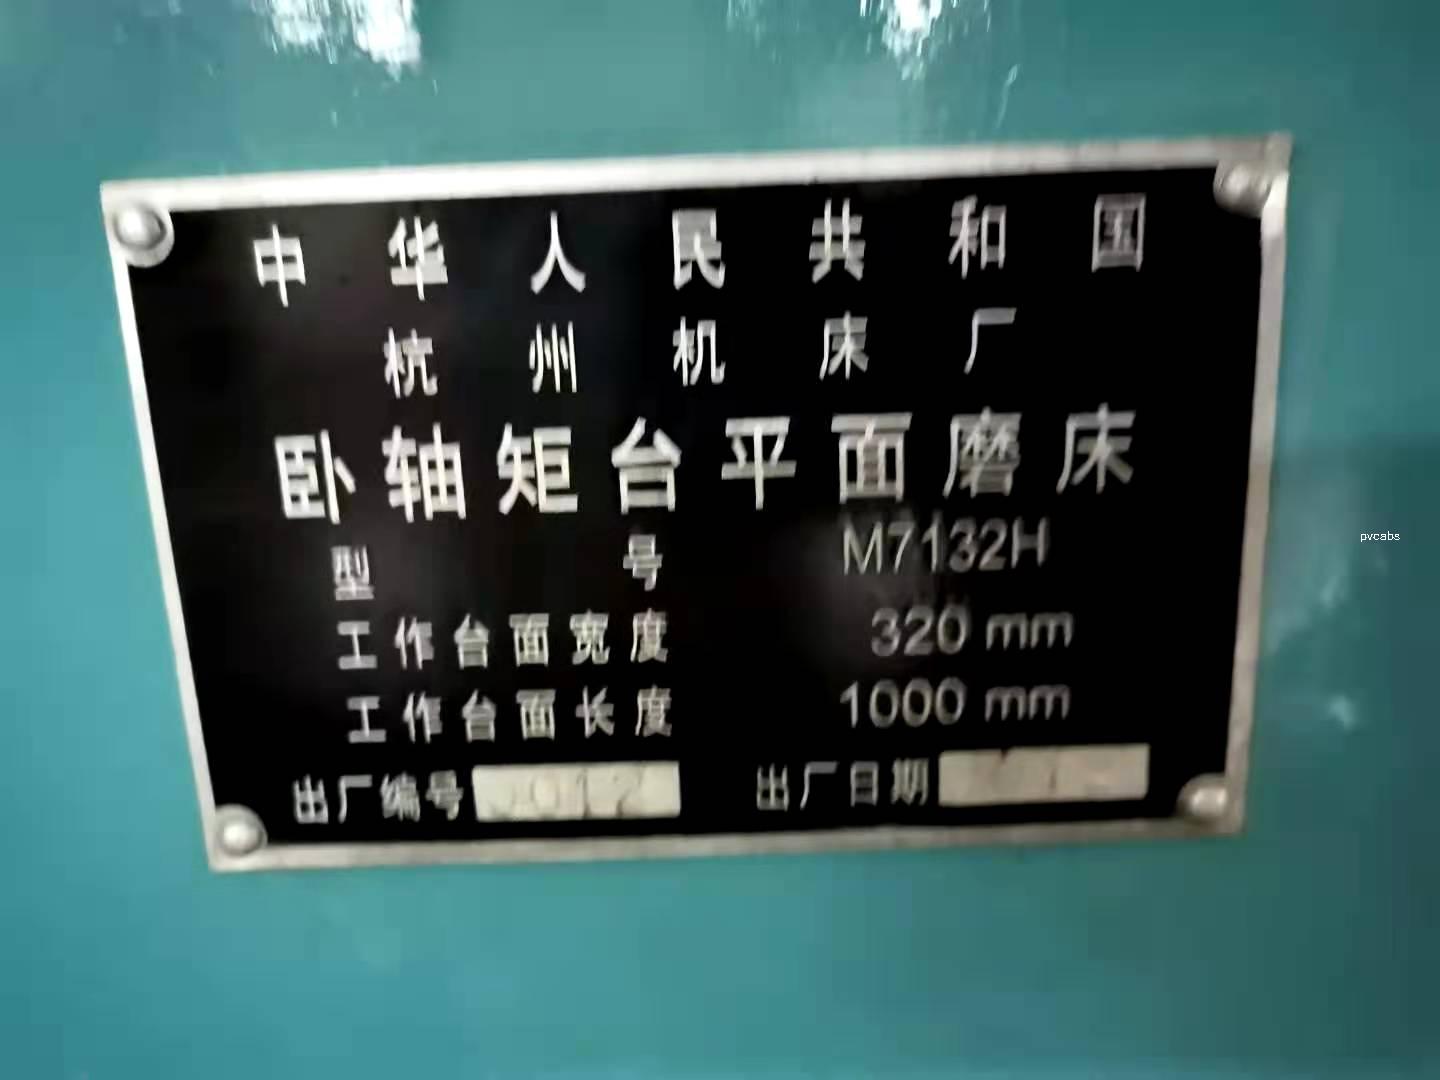 中华人民共和国
杭州机床厂
卧轴矩台平面磨床
型号 M7132H
工作台面宽度 320 mm
工作台面长度 1000 mm
出厂编号 出厂日期
pvcabs